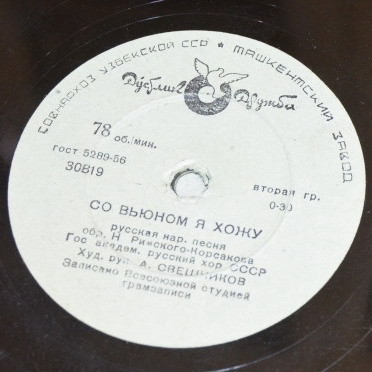 СОВНАРХОЗ УЗБЕКСКОЙ ССР ★ ТАШКЕНТСКИЙ ЗАВОД
Дўстлик Дружба
78 об./мин.
ГОСТ 5289-56
30819
вторая гр.
0-30
СО ВЬЮНОМ Я ХОЖУ
русская нар. песня
обр. Н. Римского-Корсакова
Гос. академ. русский хор СССР
Худ. рук. А. СВЕШНИКОВ
Записано Всесоюзной студией
грамзаписи